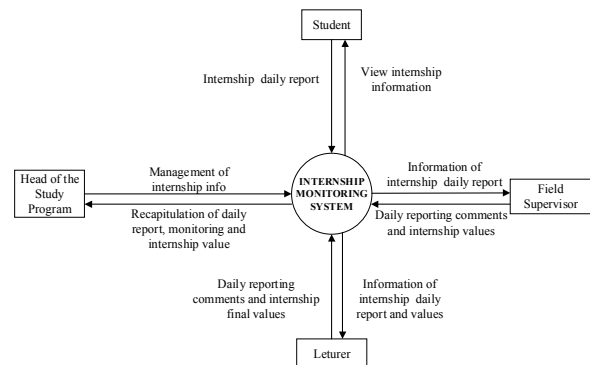 Student
Internship daily report
View internship
information
Head of the
Study
Program
Management of
internship info
Recapitulation of daily
report, monitoring and
internship value
INTERNSHIP
MONITORING
SYSTEM
Information of
internship daily report
Daily reporting comments
and internship values
Field
Supervisor
Daily reporting
comments and internship
final values
Information of
internship daily
report and values
Leturer